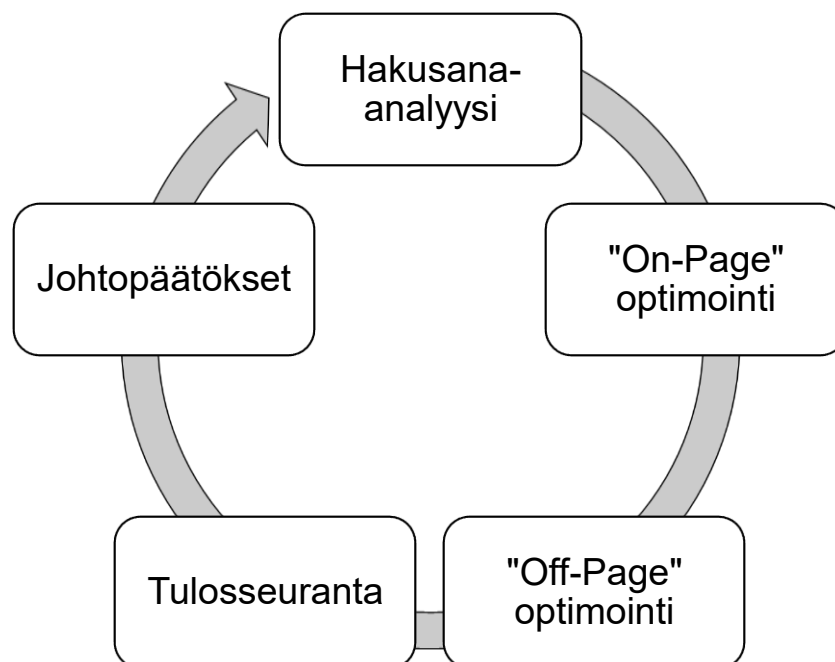 Hakusana-
analyysi
"On-Page"
optimointi
"Off-Page"
optimointi
Tulosseuranta
Johtopäätökset